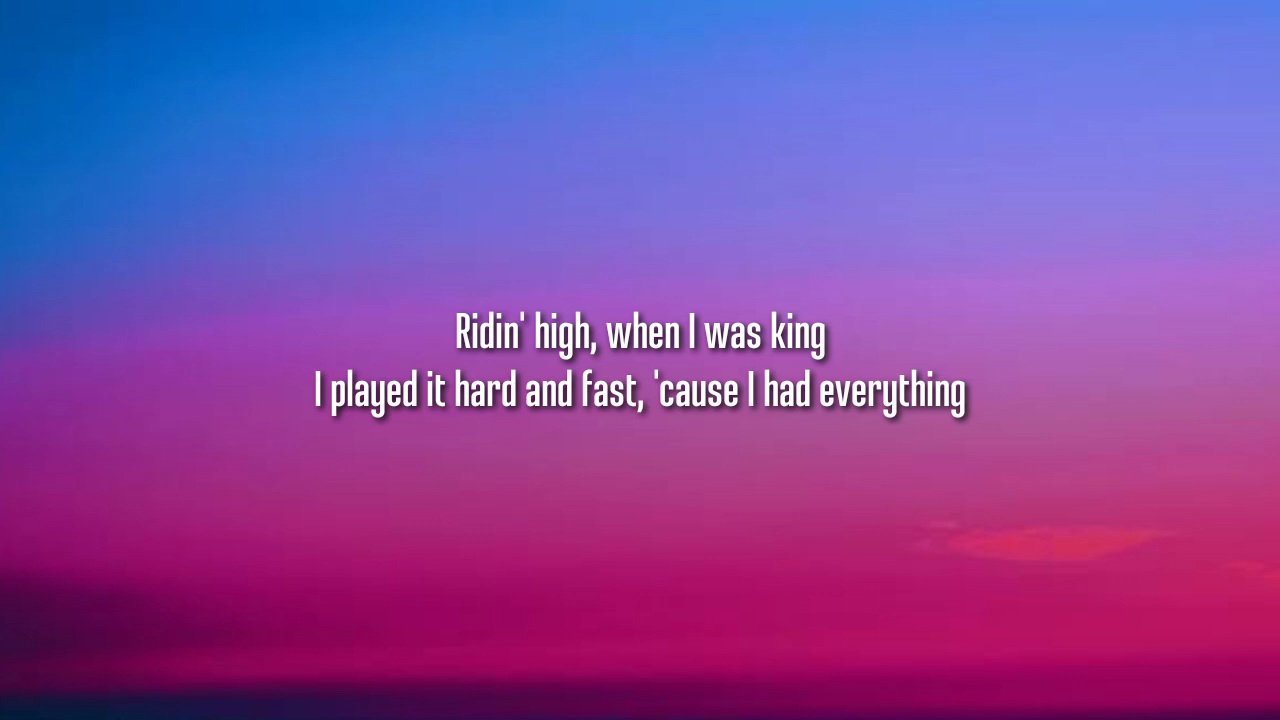 Ridin' high, when I was king
I played it hard and fast, 'cause I had everything